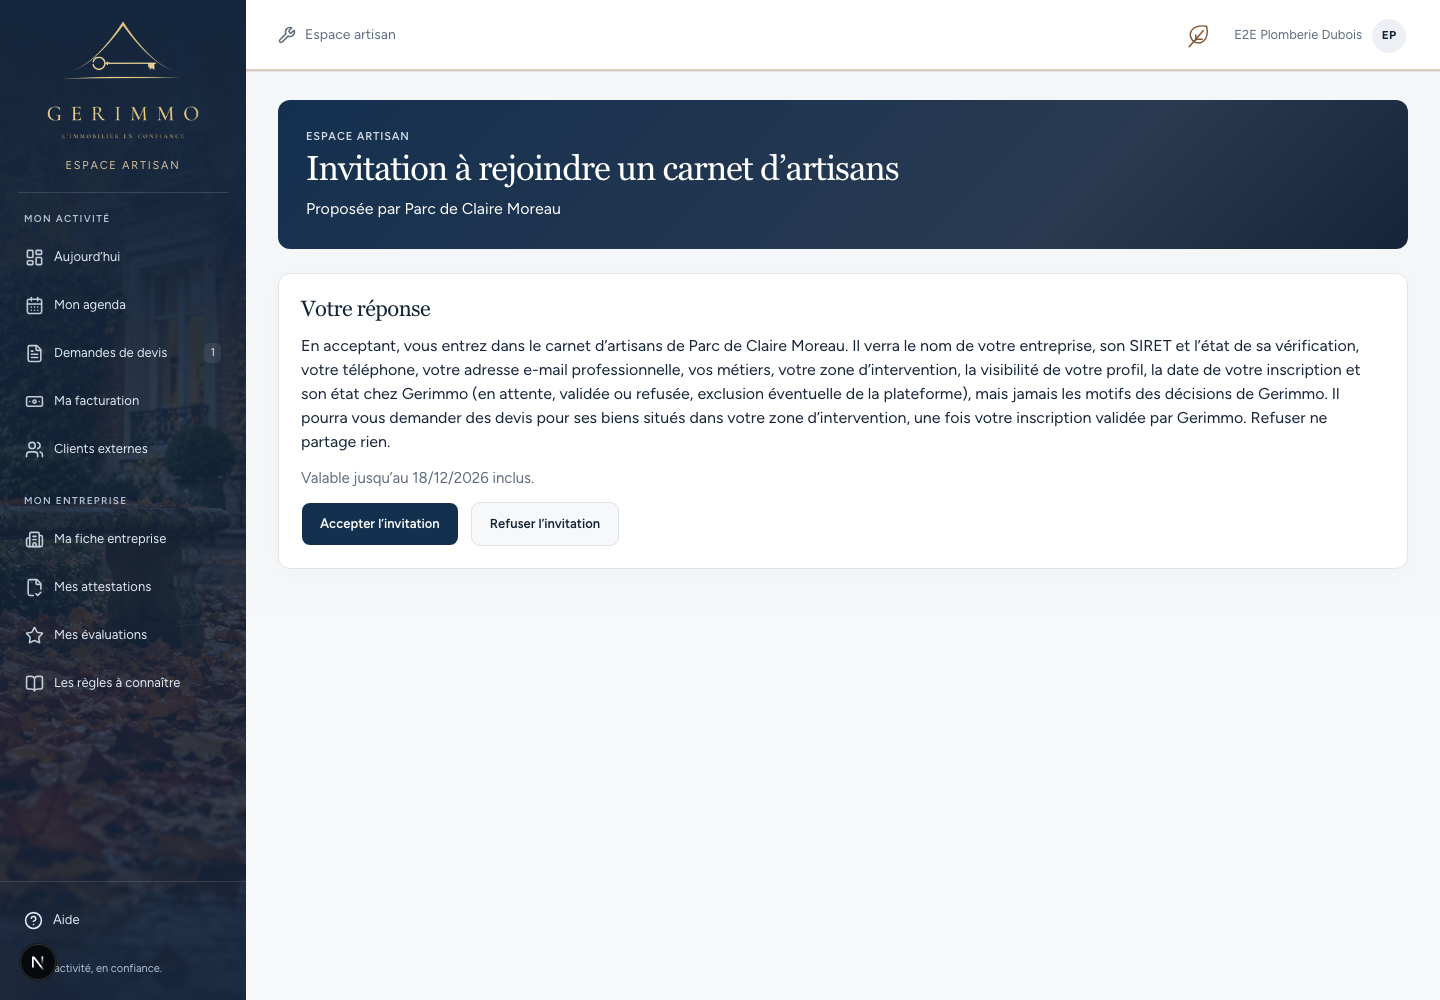 GERIMMO
L'IMMOBILIER EN CONFIANCE
ESPACE ARTISAN
MON ACTIVITÉ
Aujourd’hui
Mon agenda
Demandes de devis 1
Ma facturation
Clients externes
MON ENTREPRISE
Ma fiche entreprise
Mes attestations
Mes évaluations
Les règles à connaître
Aide
N
activité, en confiance.
Espace artisan
E2E Plomberie Dubois EP
ESPACE ARTISAN
Invitation à rejoindre un carnet d’artisans
Proposée par Parc de Claire Moreau
Votre réponse
En acceptant, vous entrez dans le carnet d’artisans de Parc de Claire Moreau. Il verra le nom de votre entreprise, son SIRET et l’état de sa vérification,
votre téléphone, votre adresse e-mail professionnelle, vos métiers, votre zone d’intervention, la visibilité de votre profil, la date de votre inscription et
son état chez Gerimmo (en attente, validée ou refusée, exclusion éventuelle de la plateforme), mais jamais les motifs des décisions de Gerimmo. Il
pourra vous demander des devis pour ses biens situés dans votre zone d’intervention, une fois votre inscription validée par Gerimmo. Refuser ne
partage rien.
Valable jusqu’au 18/12/2026 inclus.
Accepter l’invitation
Refuser l’invitation